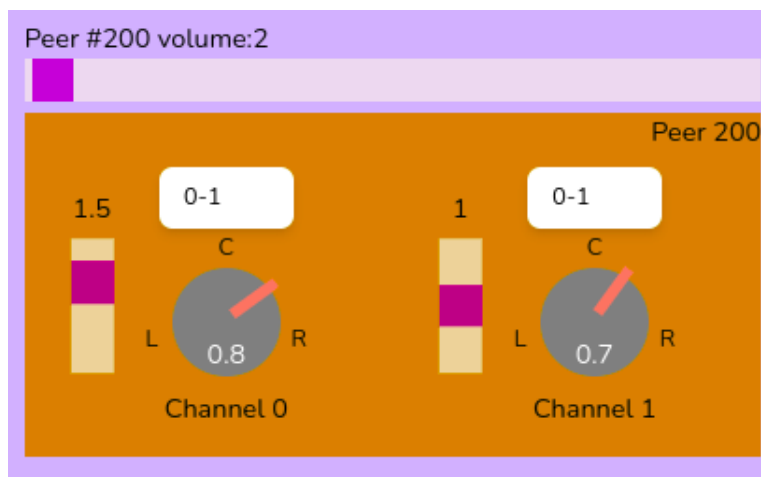 Peer #200 volume:2
Peer 200
1.5
0-1
C
L
R
0.8
Channel 0
1
0-1
C
L
R
0.7
Channel 1